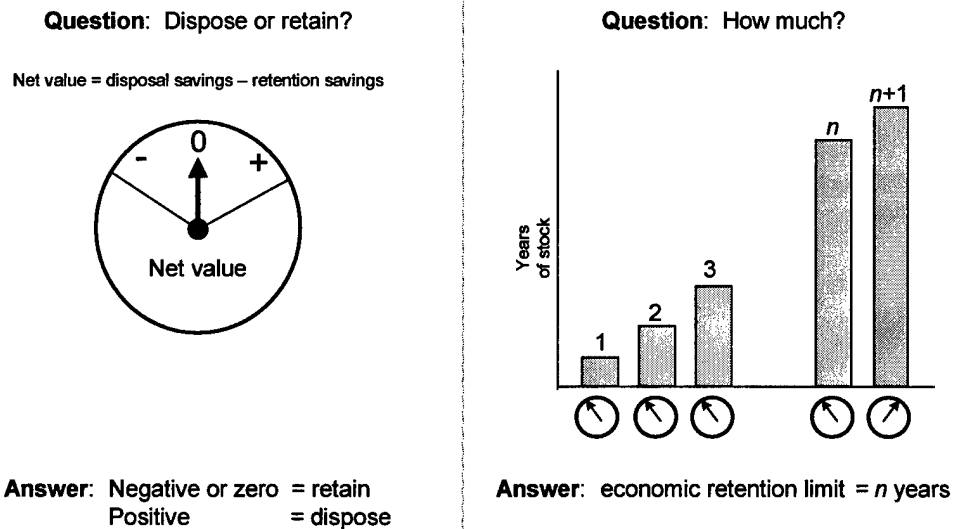 Question: Dispose or retain?
Net value = disposal savings – retention savings
- 0 +
Net value
Answer: Negative or zero = retain
Positive = dispose
Question: How much?
Years
of stock
1
2
3
n
n+1
Answer: economic retention limit = n years